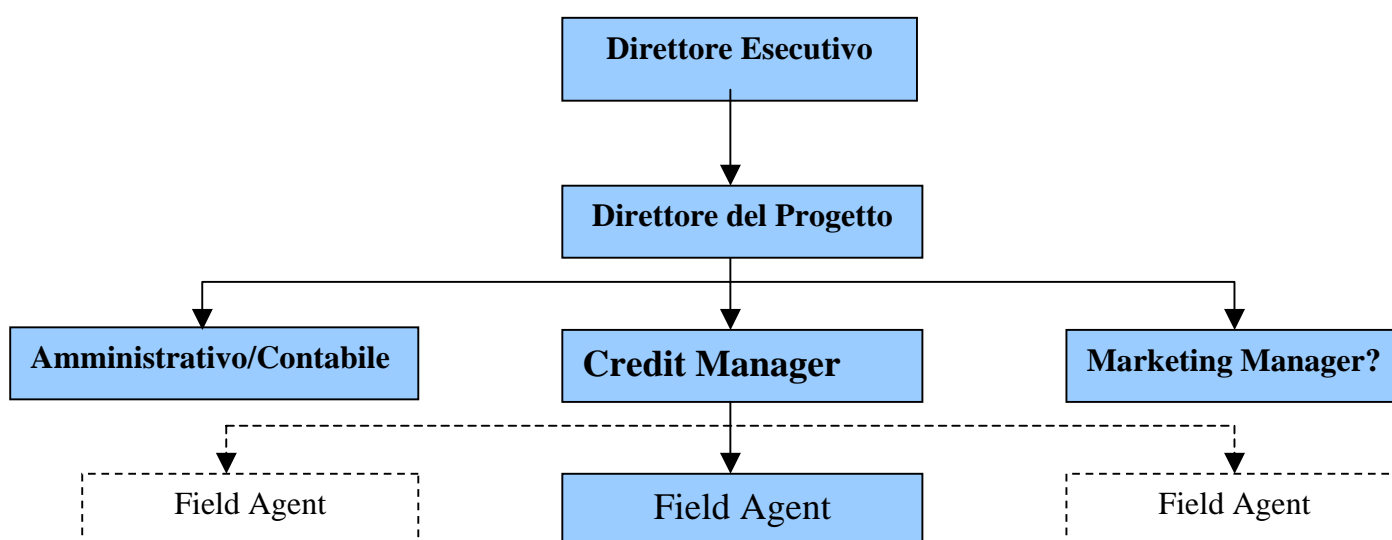 Direttore Esecutivo
Direttore del Progetto
Amministrativo/Contabile
Credit Manager
Marketing Manager?
Field Agent
Field Agent
Field Agent